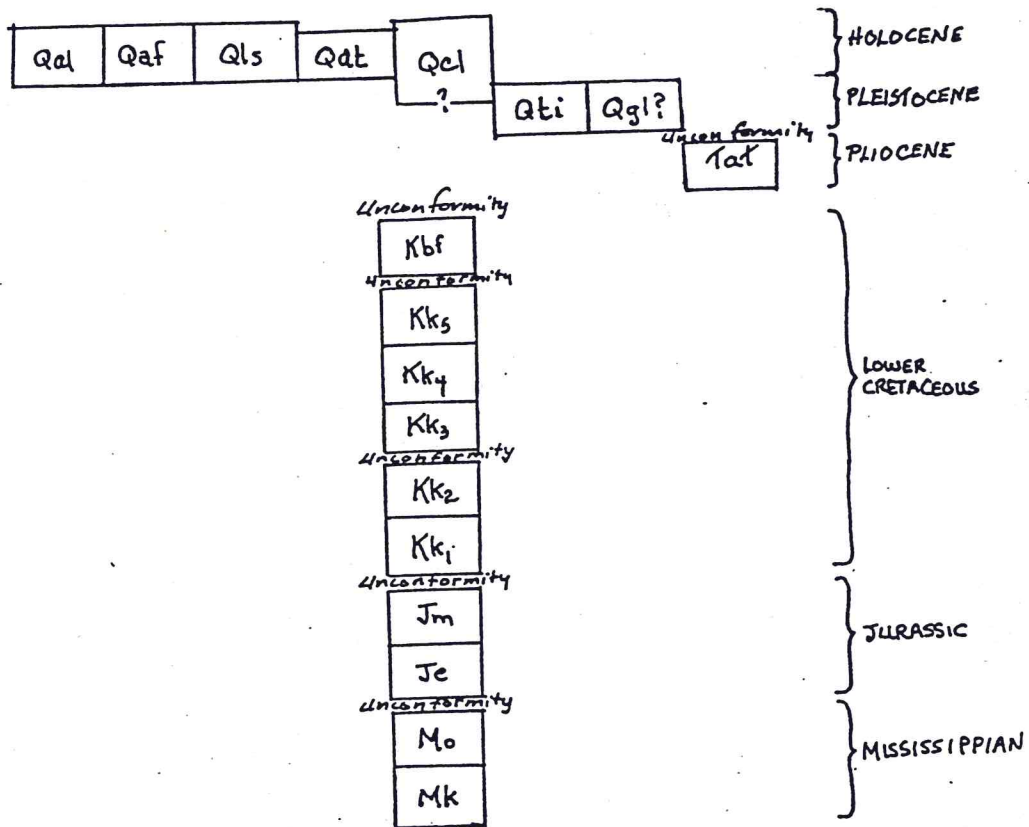 Qal Qaf Qls Qat Qcl HOLOCENE
?
Qti Qgl? PLEISTOCENE
Unconformity
Tat PLIOCENE
Unconformity
Kbf
Unconformity
Kk5
Kk4
LOWER
CRETACEOUS
Kk3
Unconformity
Kk2
Kk1
Unconformity
Jm
JURASSIC
Je
Unconformity
Mo
MISSISSIPPIAN
Mk